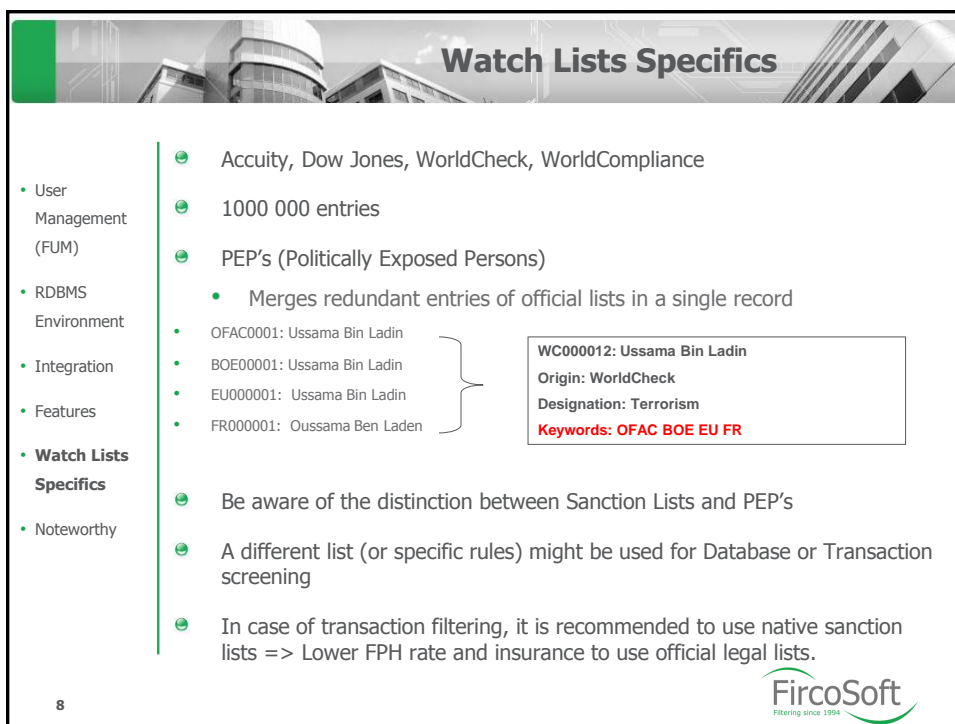 Watch Lists Specifics
• User
Management
(FUM)
• RDBMS
Environment
• Integration
• Features
• Watch Lists
Specifics
• Noteworthy
Accuity, Dow Jones, WorldCheck, WorldCompliance
1000 000 entries
PEP's (Politically Exposed Persons)
• Merges redundant entries of official lists in a single record
• OFAC0001: Ussama Bin Ladin
• BOE00001: Ussama Bin Ladin
• EU000001: Ussama Bin Ladin
• FR000001: Oussama Ben Laden
WC000012: Ussama Bin Ladin
Origin: WorldCheck
Designation: Terrorism
Keywords: OFAC BOE EU FR
Be aware of the distinction between Sanction Lists and PEP's
A different list (or specific rules) might be used for Database or Transaction
screening
In case of transaction filtering, it is recommended to use native sanction
lists => Lower FPH rate and insurance to use official legal lists.
8
FircoSoft
Filtering since 1994